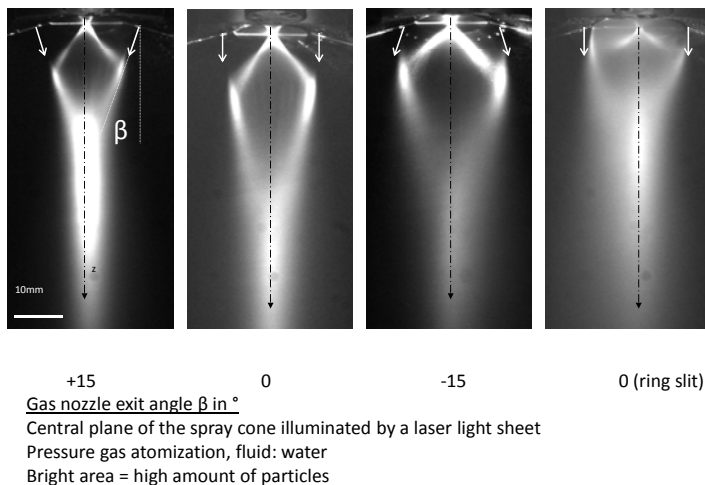 β
z
10mm
+15
0
-15
0 (ring slit)
Gas nozzle exit angle β in °
Central plane of the spray cone illuminated by a laser light sheet
Pressure gas atomization, fluid: water
Bright area = high amount of particles